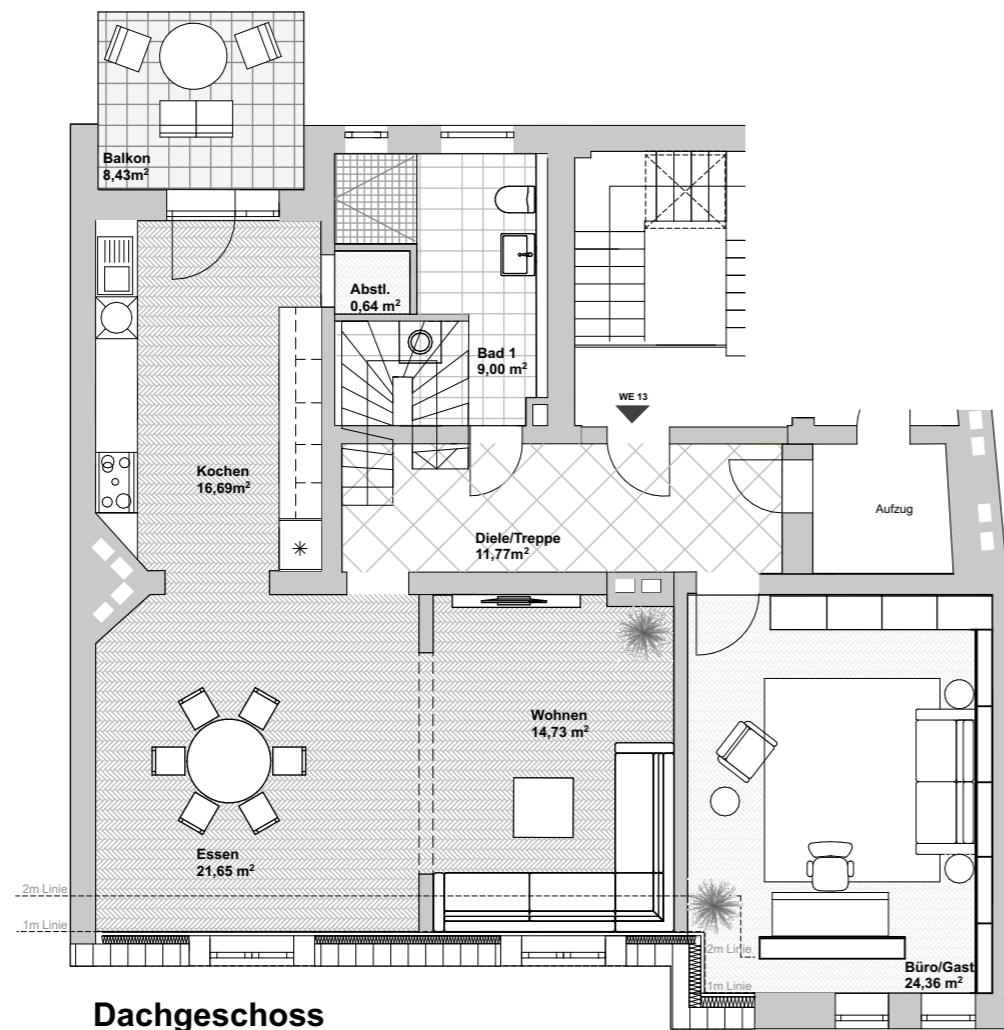 Balkon
8,43m²
Abstl.
0,64 m²
Bad 1
9,00 m²
WE 13
Kochen
16,69m²
Aufzug
Diele/Treppe
11,77m²
Wohnen
14,73 m²
Essen
21,65 m²
2m Linie
1m Linie
2m Linie
Büro/Gast
24,36 m²
1m Linie
Dachgeschoss